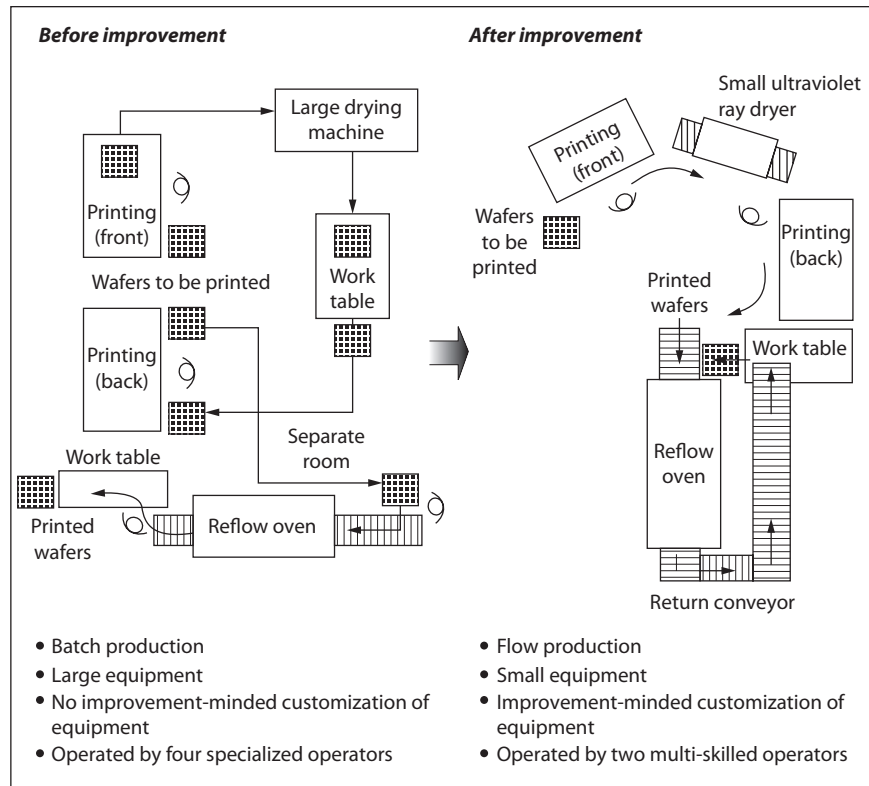 Before improvement
Large drying
machine
Printing
(front)
Wafers to be printed
Work
table
Printing
(back)
Separate
room
Work table
Printed
wafers
Reflow oven
After improvement
Small ultraviolet
ray dryer
Printing
(front)
Wafers
to be
printed
Printing
(back)
Printed
wafers
Work table
Reflow
oven
Return conveyor
• Batch production
• Large equipment
• No improvement-minded customization of
equipment
• Operated by four specialized operators
• Flow production
• Small equipment
• Improvement-minded customization of
equipment
• Operated by two multi-skilled operators